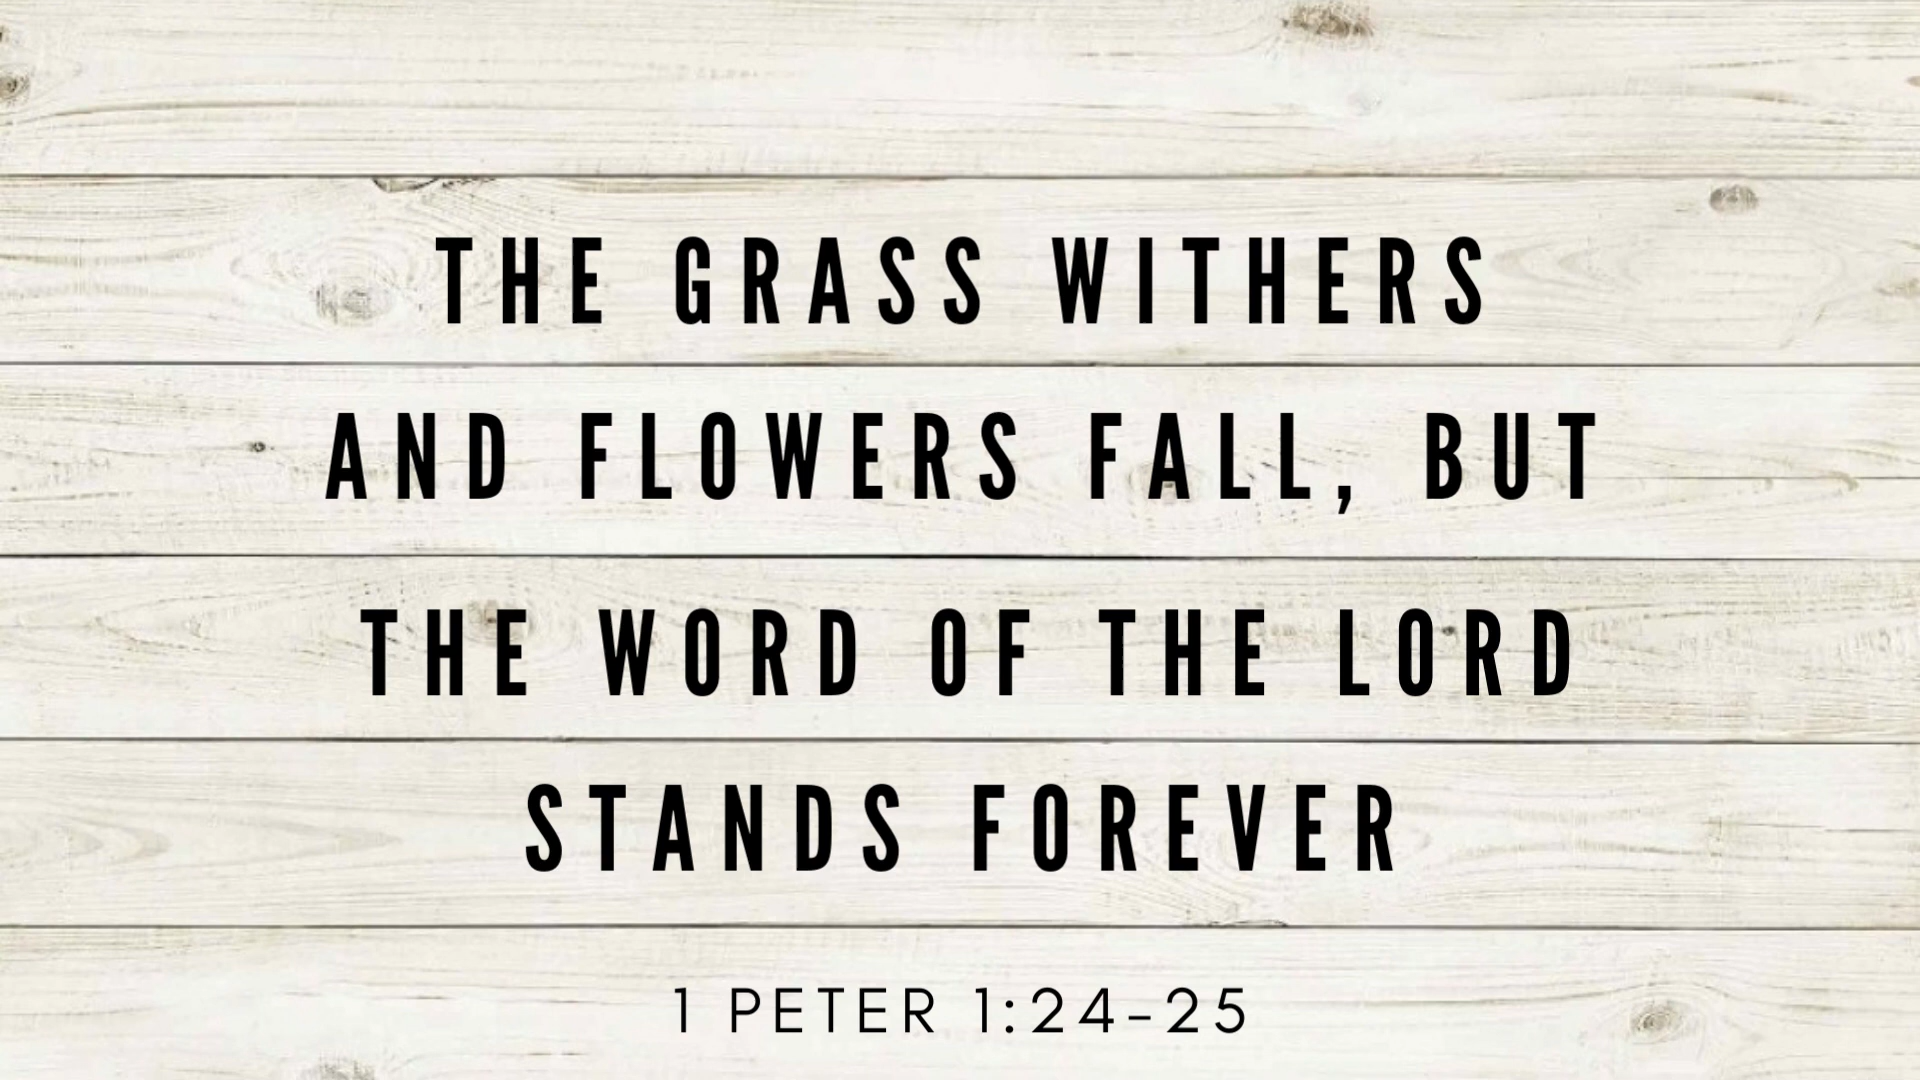 THE GRASS WITHERS
AND FLOWERS FALL, BUT
THE WORD OF THE LORD
STANDS FOREVER
1 PETER 1:24-25